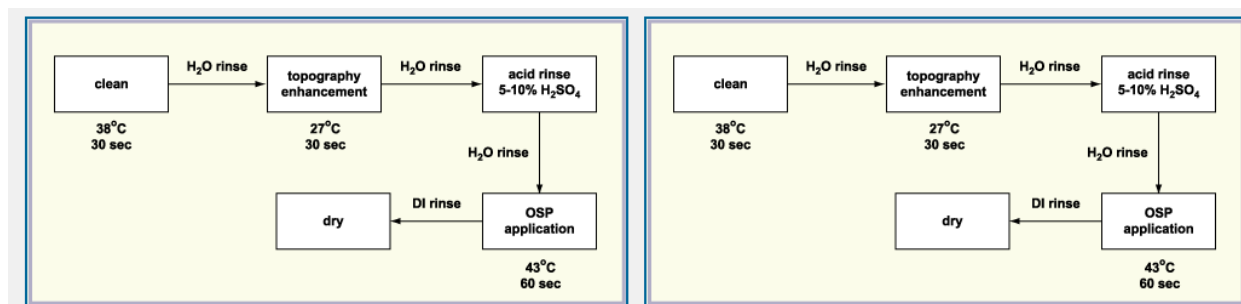 clean
H₂O rinse
topography
enhancement
H₂O rinse
acid rinse
5-10% H₂SO₄
38°C
30 sec
27°C
30 sec
H₂O rinse
dry
DI rinse
OSP
application
43°C
60 sec
clean
H₂O rinse
topography
enhancement
H₂O rinse
acid rinse
5-10% H₂SO₄
38°C
30 sec
27°C
30 sec
H₂O rinse
dry
DI rinse
OSP
application
43°C
60 sec